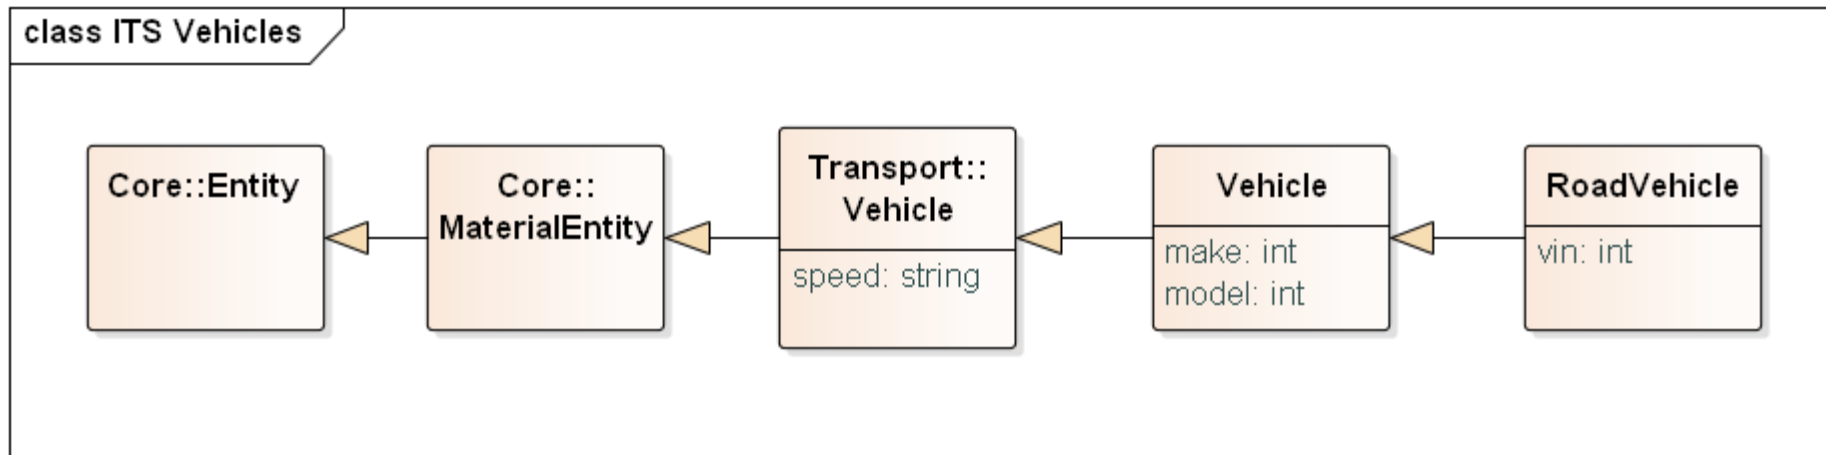 class ITS Vehicles
Core::Entity
Core::
MaterialEntity
Transport::
Vehicle
speed: string
Vehicle
make: int
model: int
RoadVehicle
vin: int